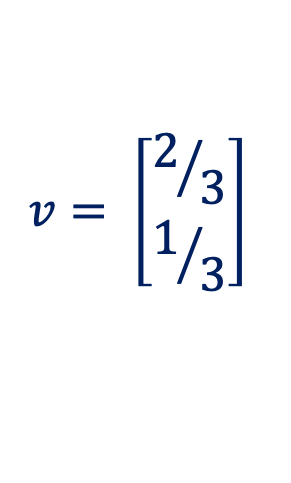 v = [2/3
1/3]